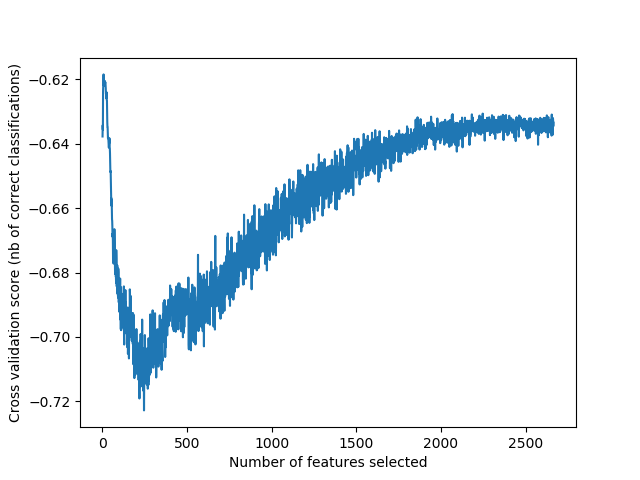 Cross validation score (nb of correct classifications)
−0.62
−0.64
−0.66
−0.68
−0.70
−0.72
0 500 1000 1500 2000 2500
Number of features selected